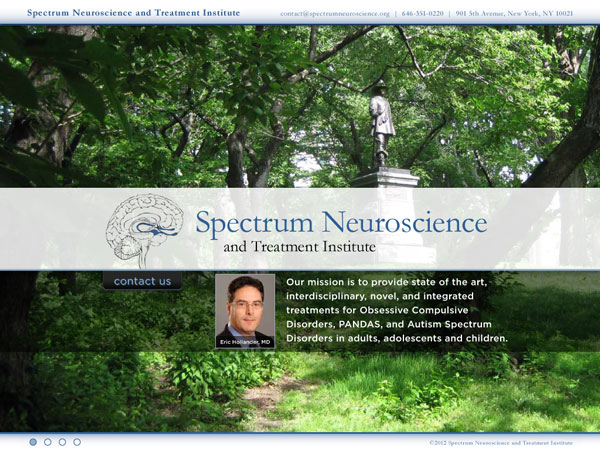 Spectrum Neuroscience and Treatment Institute
contact@spectrumneuroscience.org | 646-551-0220 | 901 5th Avenue, New York, NY 10021
Spectrum Neuroscience
and Treatment Institute
contact us
Our mission is to provide state of the art,
interdisciplinary, novel, and integrated
treatments for Obsessive Compulsive
Disorders, PANDAS, and Autism Spectrum
Disorders in adults, adolescents and children.
Eric Hollander, MD
©2012 Spectrum Neuroscience and Treatment Institute